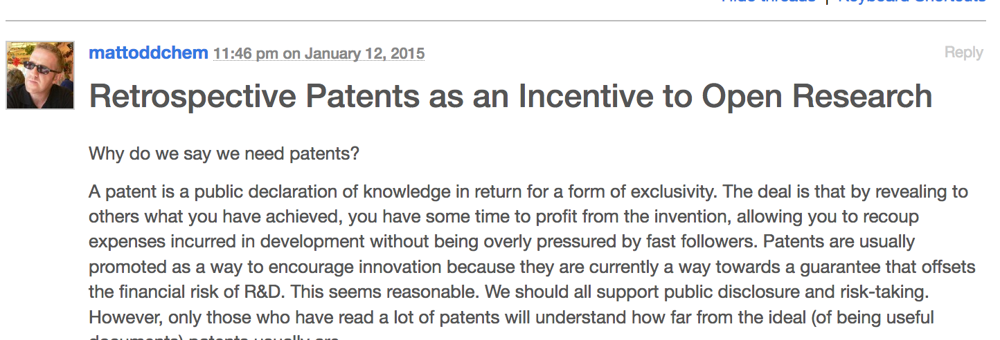 Hide threads | Keyboard Shortcuts
mattoddchem 11:46 pm on January 12, 2015
Reply
Retrospective Patents as an Incentive to Open Research
Why do we say we need patents?
A patent is a public declaration of knowledge in return for a form of exclusivity. The deal is that by revealing to
others what you have achieved, you have some time to profit from the invention, allowing you to recoup
expenses incurred in development without being overly pressured by fast followers. Patents are usually
promoted as a way to encourage innovation because they are currently a way towards a guarantee that offsets
the financial risk of R&D. This seems reasonable. We should all support public disclosure and risk-taking.
However, only those who have read a lot of patents will understand how far from the ideal (of being useful
documents) patents usually are.